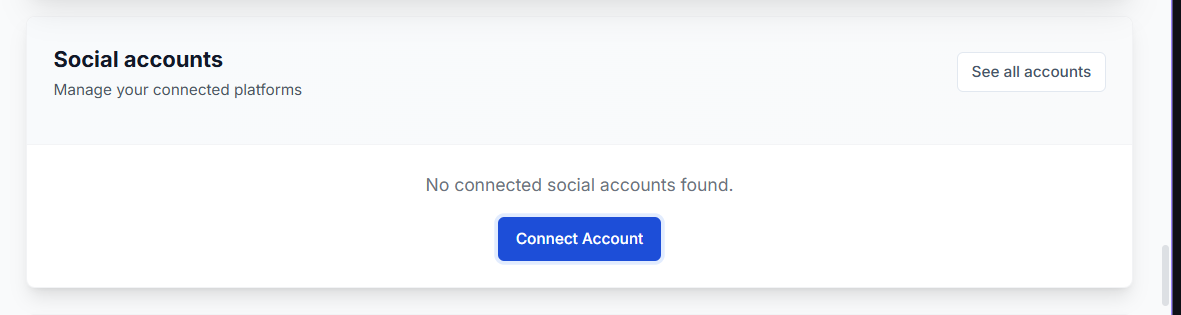 Social accounts
Manage your connected platforms
See all accounts
No connected social accounts found.
Connect Account